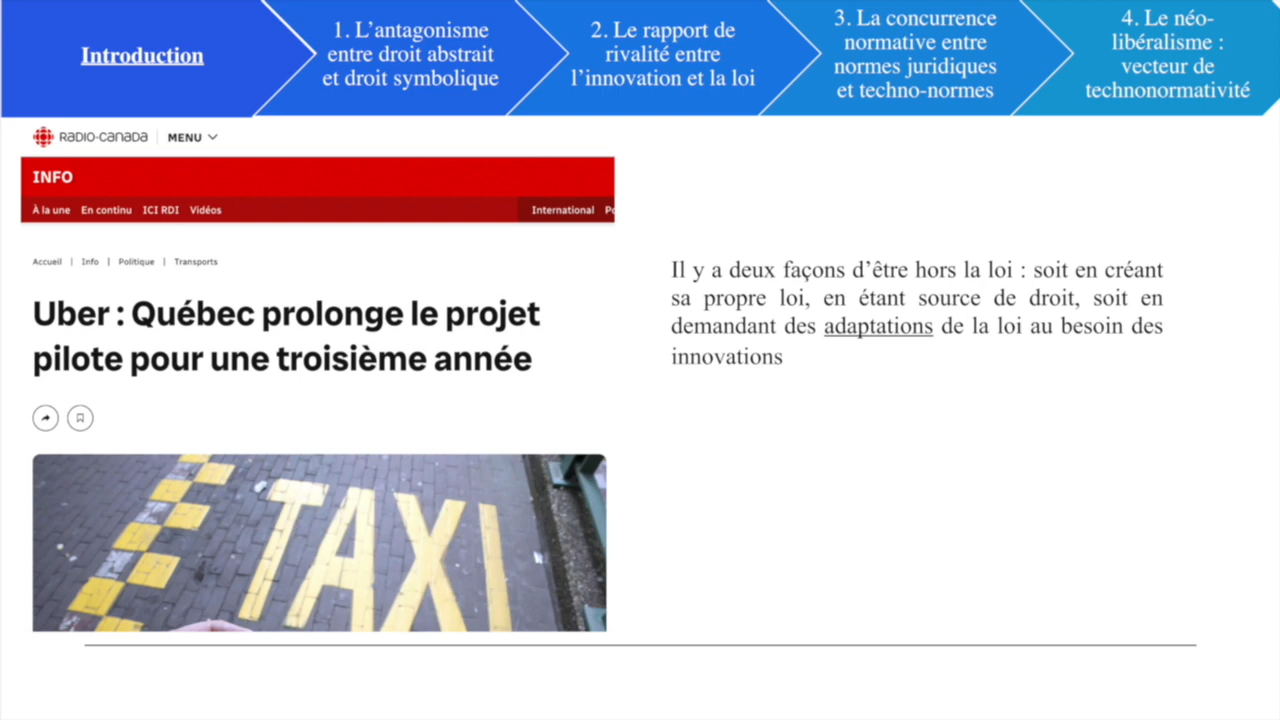 Introduction
1. L’antagonisme
entre droit abstrait
et droit symbolique
2. Le rapport de
rivalité entre
l’innovation et la loi
3. La concurrence
normative entre
normes juridiques
et techno-normes
4. Le néo-
libéralisme :
vecteur de
technonormativité
RADIO-CANADA MENU
INFO
À la une En continu ICI RDI Vidéos International Po
Accueil | Info | Politique | Transports
Uber : Québec prolonge le projet
pilote pour une troisième année
TAXI
Il y a deux façons d’être hors la loi : soit en créant
sa propre loi, en étant source de droit, soit en
demandant des adaptations de la loi au besoin des
innovations